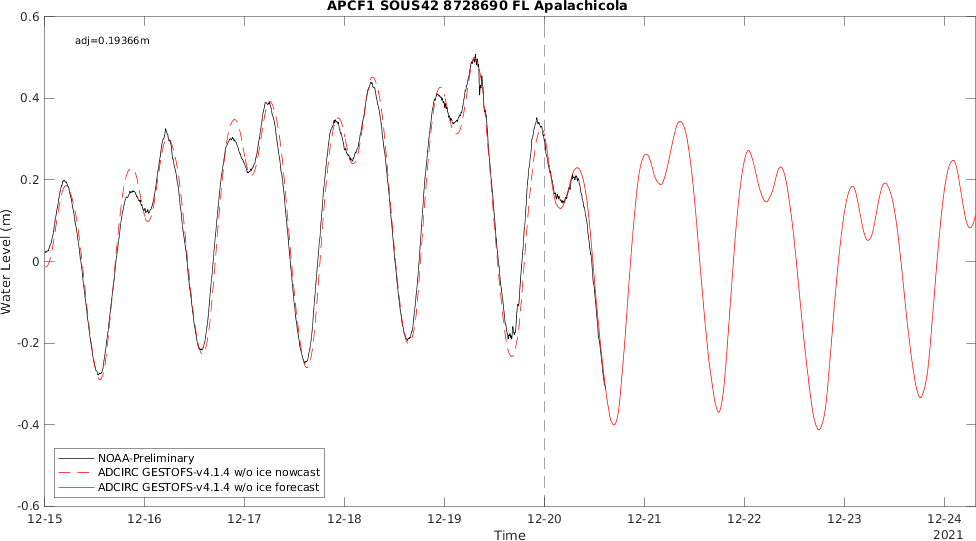 APCF1 SOUS42 8728690 FL Apalachicola
adj=0.19366m
0.6
0.4
0.2
0
-0.2
-0.4
-0.6
Water Level (m)
NOAA-Preliminary
ADCIRC GESTOFS-v4.1.4 w/o ice nowcast
ADCIRC GESTOFS-v4.1.4 w/o ice forecast
12-15 12-16 12-17 12-18 12-19 12-20 12-21 12-22 12-23 12-24
2021
Time